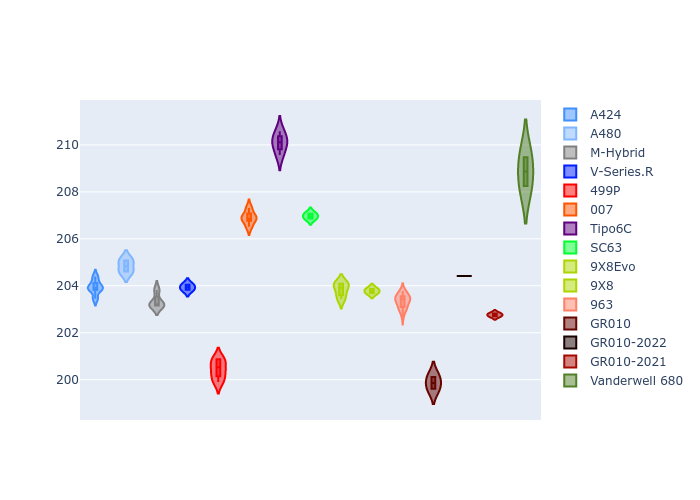 210
208
206
204
202
200
A424
A480
M-Hybrid
V-Series.R
499P
007
Tipo6C
SC63
9X8Evo
9X8
963
GR010
GR010-2022
GR010-2021
Vanderwell 680